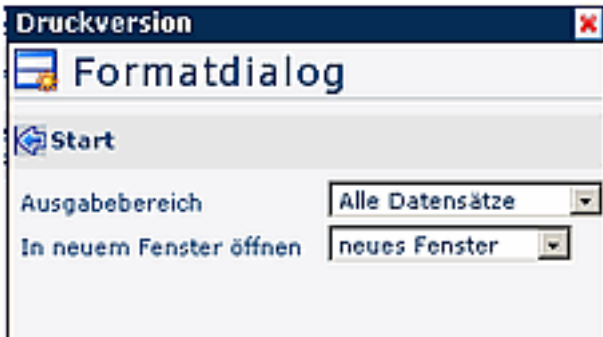 Druckversion
Formatdialog
Start
Ausgabebereich Alle Datensätze
In neuem Fenster öffnen neues Fenster